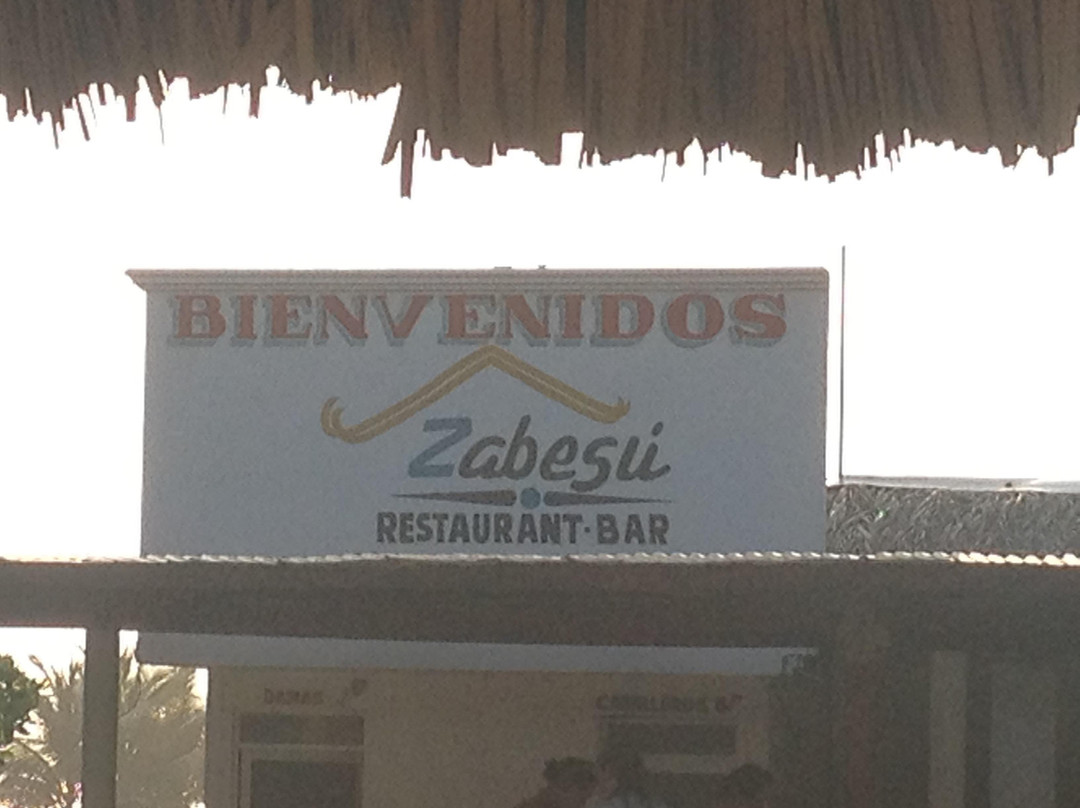 BIENVENIDOS
Zabesú
RESTAURANT·BAR
DAMAS
CABALLEROS